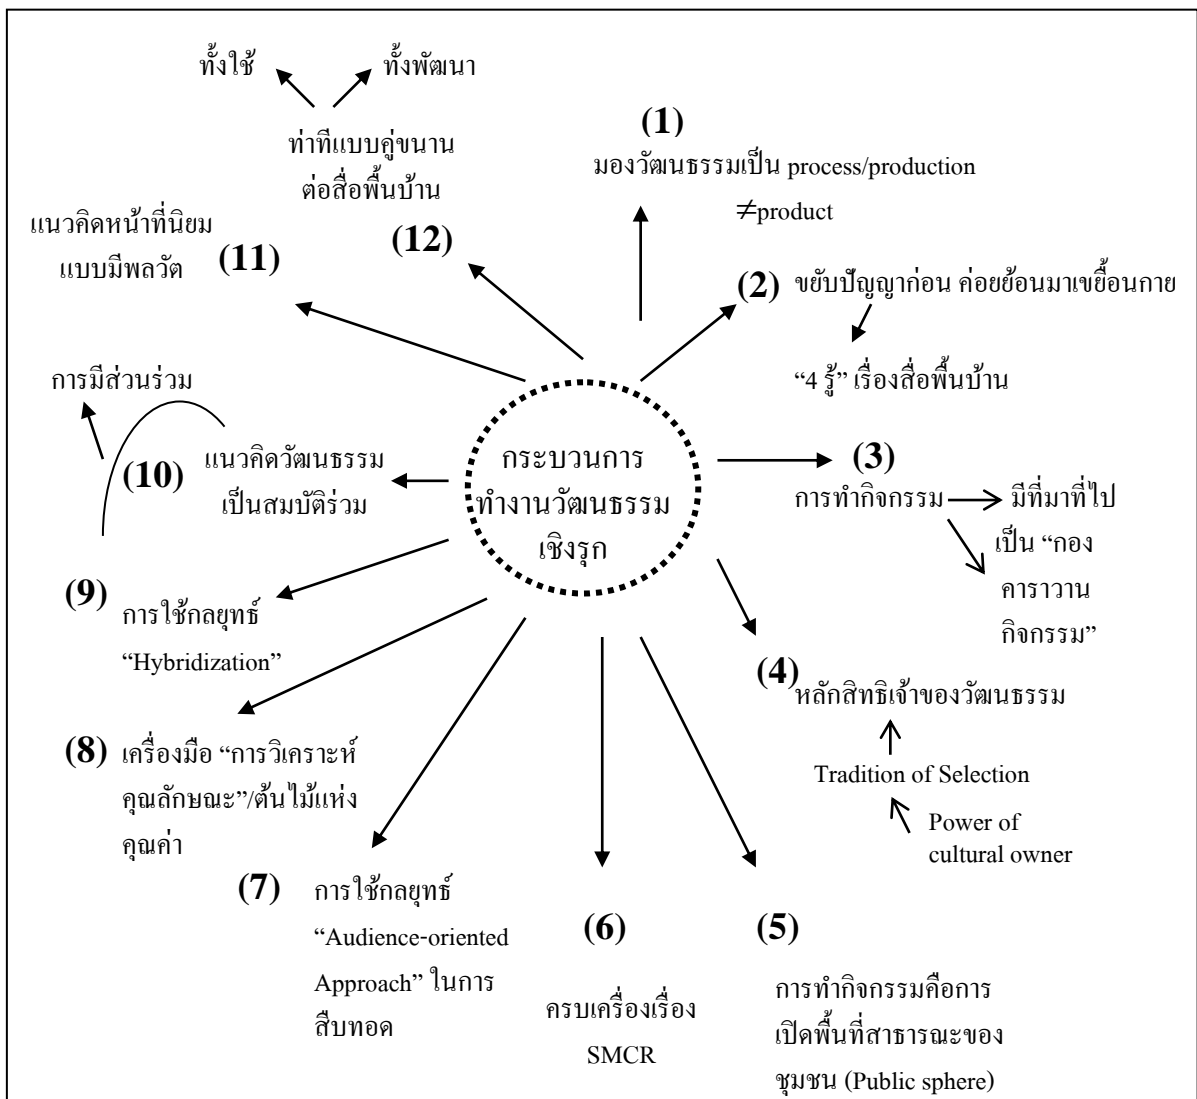 กระบวนการ
ทำงานวัฒนธรรม
เชิงรุก
(1)
มองวัฒนธรรมเป็น process/production
≠product
(2) ขยับปัญญาก่อน ค่อยย้อนมาเขยื้อนกาย
“4 รู้” เรื่องสื่อพื้นบ้าน
(3)
การทำกิจกรรม
มีที่มาที่ไป
เป็น “กอง
คาราวาน
กิจกรรม”
(4) หลักสิทธิเจ้าของวัฒนธรรม
Tradition of Selection
Power of
cultural owner
(5)
การทำกิจกรรมคือการ
เปิดพื้นที่สาธารณะของ
ชุมชน (Public sphere)
(6)
ครบเครื่องเรื่อง
SMCR
(7) การใช้กลยุทธ์
“Audience-oriented
Approach” ในการ
สืบทอด
(8) เครื่องมือ “การวิเคราะห์
คุณลักษณะ”/ต้นไม้แห่ง
คุณค่า
(9) การใช้กลยุทธ์
“Hybridization”
(10) แนวคิดวัฒนธรรม
เป็นสมบัติร่วม
การมีส่วนร่วม
(11) แนวคิดหน้าที่นิยม
แบบมีพลวัต
(12)
ท่าทีแบบคู่ขนาน
ต่อสื่อพื้นบ้าน
ทั้งใช้
ทั้งพัฒนา